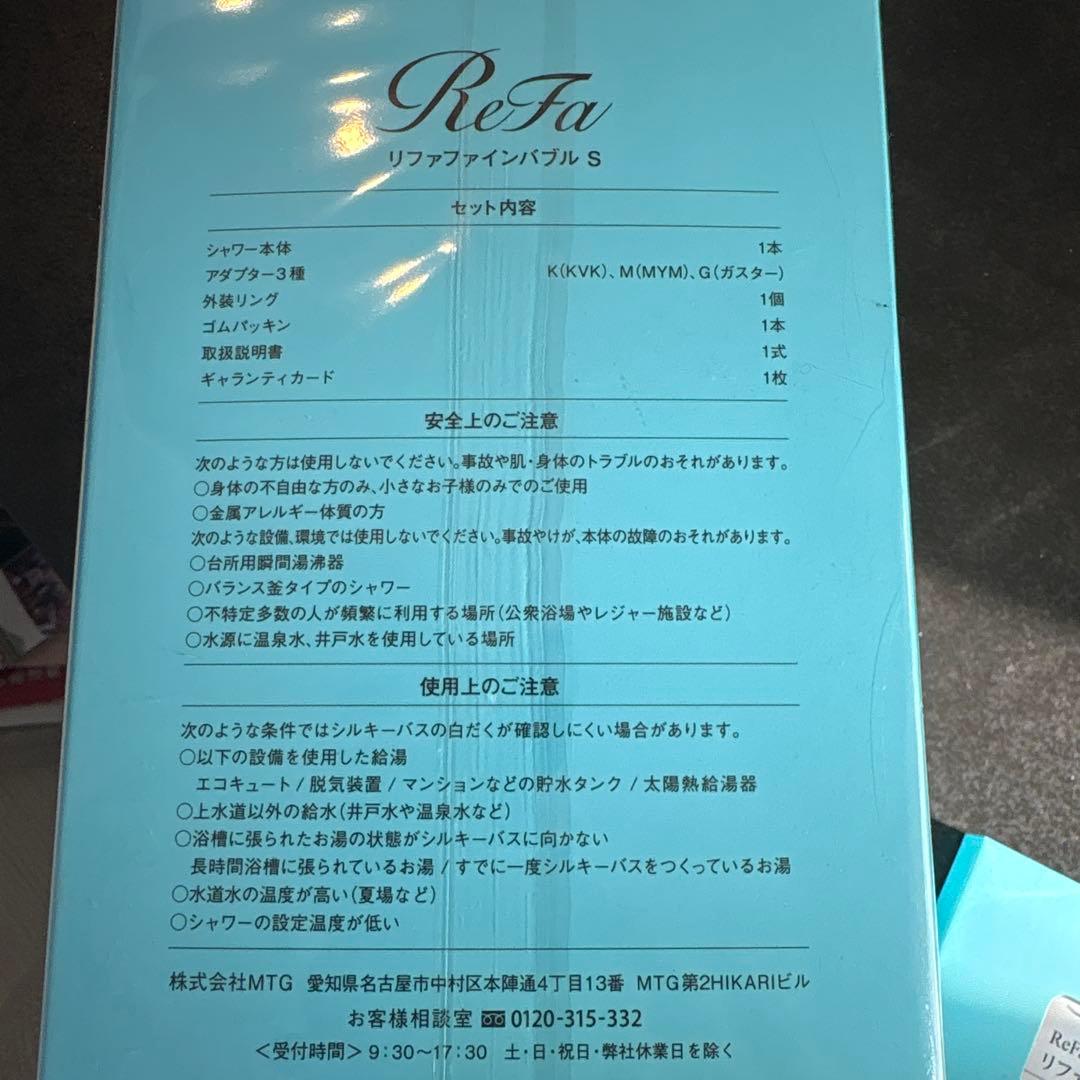 ReFa
リファファインバブル S
セット内容
シャワー本体 1本
アダプター3種 K(KVK)、M(MYM)、G(ガスター)
外装リング 1個
ゴムパッキン 1本
取扱説明書 1式
ギャランティカード 1枚
安全上のご注意
次のような方は使用しないでください。事故や肌・身体のトラブルのおそれがあります。
○身体の不自由な方のみ、小さなお子様のみでのご使用
○金属アレルギー体質の方
次のような設備、環境では使用しないでください。事故やけが、本体の故障のおそれがあります。
○台所用瞬間湯沸器
○バランス釜タイプのシャワー
○不特定多数の人が頻繁に利用する場所(公衆浴場やレジャー施設など)
○水源に温泉水、井戸水を使用している場所
使用上のご注意
次のような条件ではシルキーバスの白だくが確認しにくい場合があります。
○以下の設備を使用した給湯
エコキュート / 脱気装置 / マンションなどの貯水タンク / 太陽熱給湯器
○上水道以外の給水(井戸水や温泉水など)
○浴槽に張られたお湯の状態がシルキーバスに向かない
長時間浴槽に張られているお湯 / すでに一度シルキーバスをつくっているお湯
○水道水の温度が高い(夏場など)
○シャワーの設定温度が低い
株式会社MTG 愛知県名古屋市中村区本陣通4丁目13番 MTG第2HIKARIビル
お客様相談室 0120-315-332
<受付時間> 9:30〜17:30 土・日・祝日・弊社休業日を除く
ReF
リフ